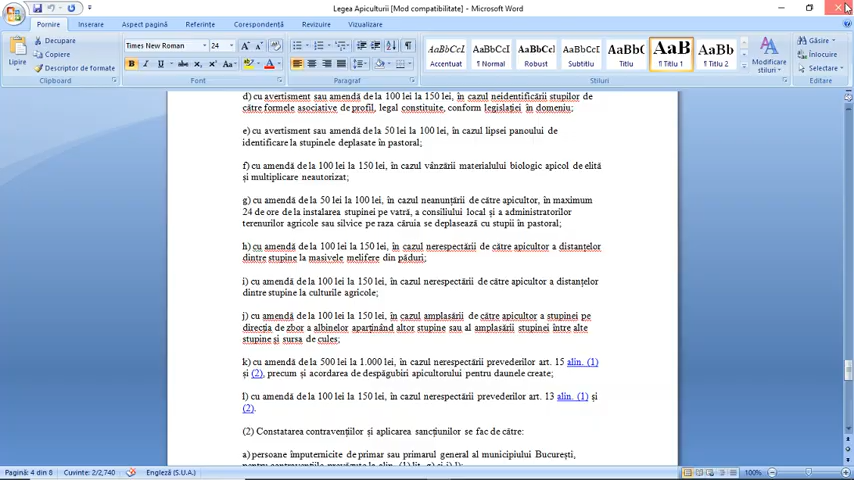 Legea Apiculturii [Mod compatibilitate] - Microsoft Word
Pornire Inserare Aspect pagină Referințe Corespondență Revizuire Vizualizare
Lipire
Decupare
Copiere
Descriptor de formate
Clipboard
Times New Roman 24
Font
Paragraf
AaBbCcI Accentuat
AaBbCcI ¶ Normal
AaBbCcI Robust
AaBbCcI Subtitlu
AaBbC Titlu
AaB ¶ Titlu 1
AaBb ¶ Titlu 2
Modificare stiluri
Stiluri
Găsire
Înlocuire
Selectare
Editare
d) cu avertisment sau amendă de la 100 lei la 150 lei, în cazul neidentificării stupilor de
către formele asociative de profil, legal constituite, conform legislației în domeniu;
e) cu avertisment sau amendă de la 50 lei la 100 lei, în cazul lipsei panoului de
identificare la stupinele deplasate în pastoral;
f) cu amendă de la 100 lei la 150 lei, în cazul vânzării materialului biologic apicol de elită
și multiplicare neautorizat;
g) cu amendă de la 50 lei la 100 lei, în cazul neanunțării de către apicultor, în maximum
24 de ore de la instalarea stupinei pe vatră, a consiliului local și a administratorilor
terenurilor agricole sau silvice pe raza căruia se deplasează cu stupii în pastoral;
h) cu amendă de la 100 lei la 150 lei, în cazul nerespectării de către apicultor a distanțelor
dintre stupine la masivele melifere din păduri;
i) cu amendă de la 100 lei la 150 lei, în cazul nerespectării de către apicultor a distanțelor
dintre stupine la culturile agricole;
j) cu amendă de la 100 lei la 150 lei, în cazul amplasării de către apicultor a stupinei pe
direcția de zbor a albinelor aparținând altor stupine sau al amplasării stupinei între alte
stupine și sursa de cules;
k) cu amendă de la 500 lei la 1.000 lei, în cazul nerespectării prevederilor art. 15 alin. (1)
și (2), precum și acordarea de despăgubiri apicultorului pentru daunele create;
l) cu amendă de la 100 lei la 150 lei, în cazul nerespectării prevederilor art. 13 alin. (1) și
(2).
(2) Constatarea contravențiilor și aplicarea sancțiunilor se fac de către:
a) persoane împuternicite de primar sau primarul general al municipiului București,
pentru contravențiile prevăzute la alin. (1) lit. g) și i)-l);
Pagină: 4 din 8 Cuvinte: 2/2,740 Engleză (S.U.A.) 100%